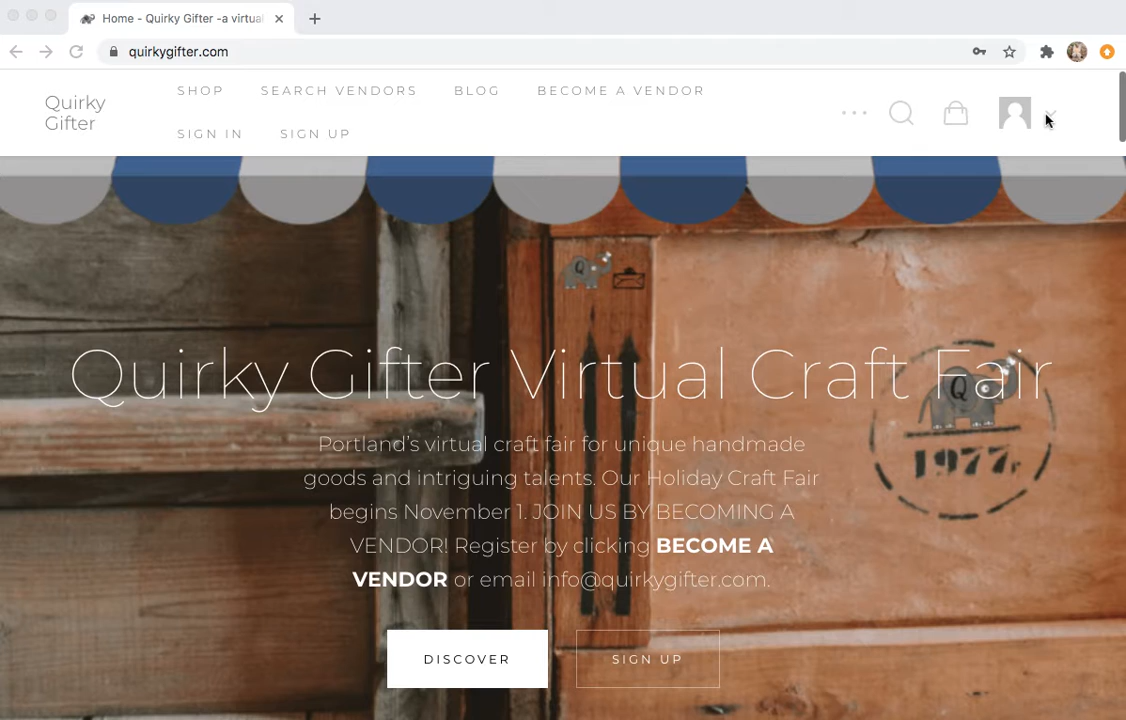 Home - Quirky Gifter -a virtual
quirkygifter.com
Quirky
Gifter
SHOP
SEARCH VENDORS
BLOG
BECOME A VENDOR
SIGN IN
SIGN UP
Q
Quirky Gifter Virtual Craft Fair
Q
1977
Portland’s virtual craft fair for unique handmade
goods and intriguing talents. Our Holiday Craft Fair
begins November 1. JOIN US BY BECOMING A
VENDOR! Register by clicking BECOME A
VENDOR or email info@quirkygifter.com.
DISCOVER
SIGN UP